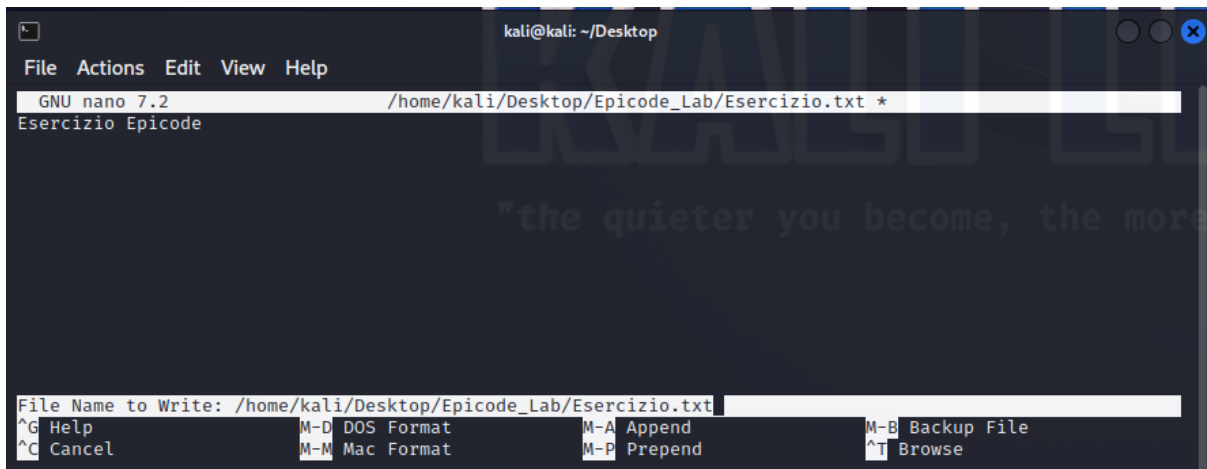 kali@kali: ~/Desktop
File Actions Edit View Help
GNU nano 7.2 /home/kali/Desktop/Epicode_Lab/Esercizio.txt *
Esercizio Epicode
KALI LI
"the quieter you become, the more
File Name to Write: /home/kali/Desktop/Epicode_Lab/Esercizio.txt
^G Help M-D DOS Format M-A Append M-B Backup File
^C Cancel M-M Mac Format M-P Prepend ^T Browse